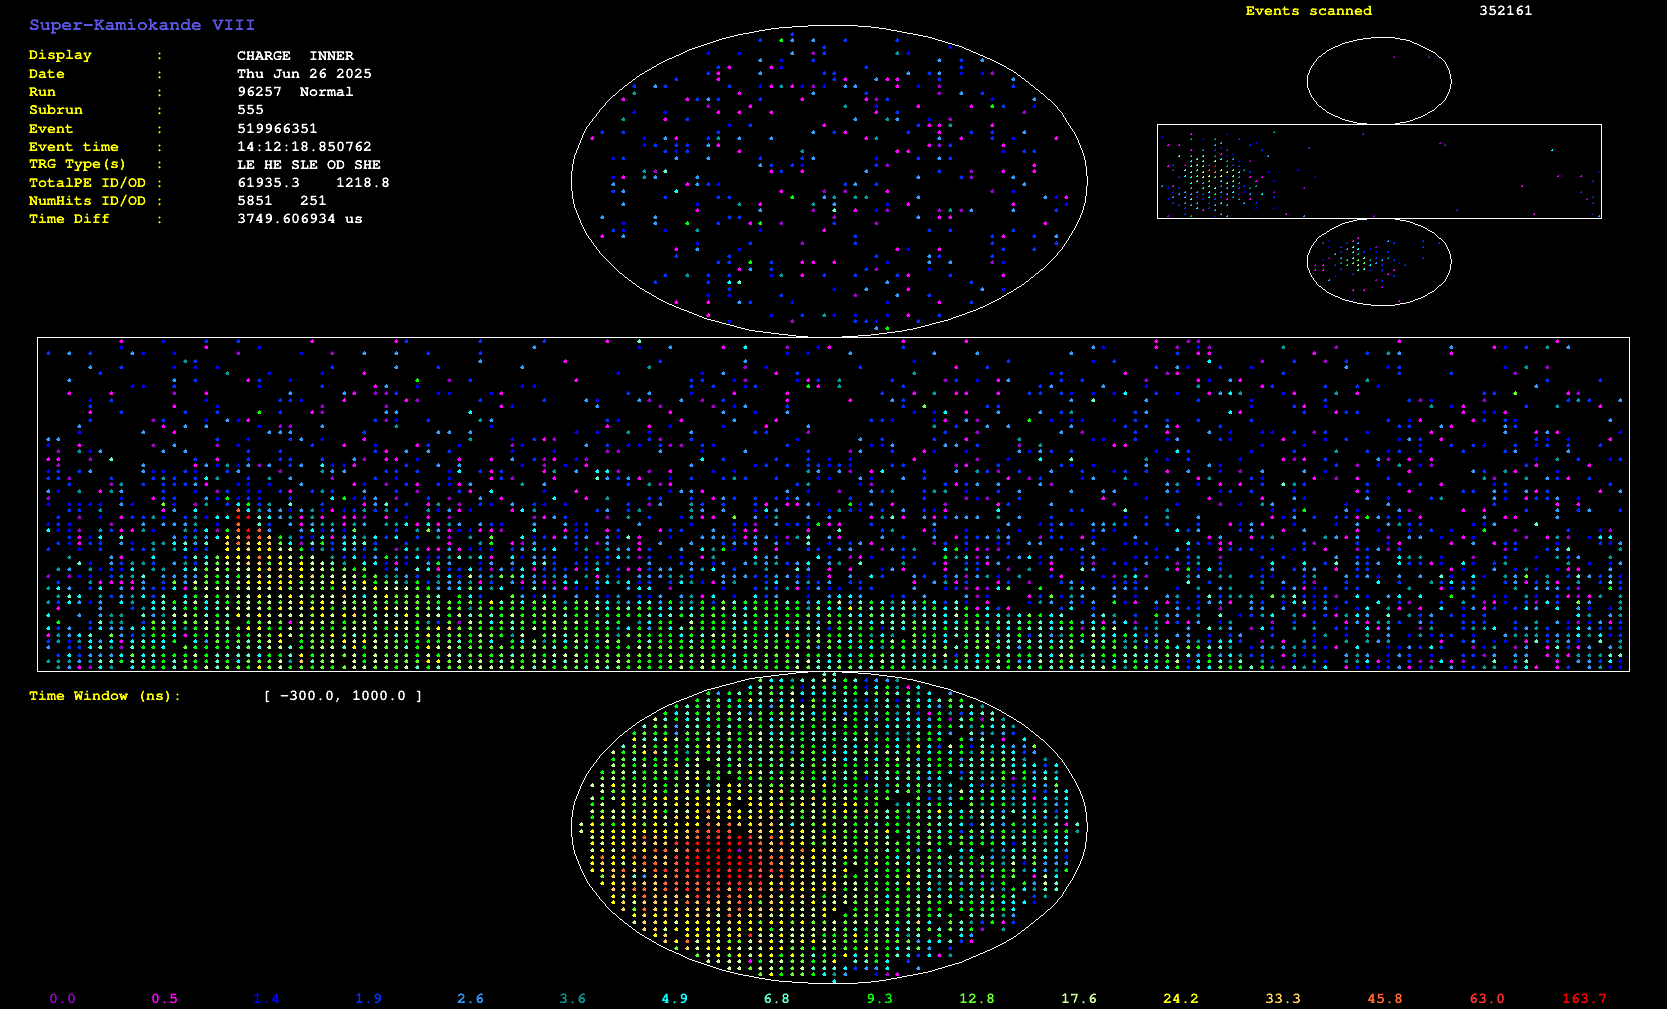 Super-Kamiokande VIII
Events scanned 352161
Display : CHARGE INNER
Date : Thu Jun 26 2025
Run : 96257 Normal
Subrun : 555
Event : 519966351
Event time : 14:12:18.850762
TRG Type(s) : LE HE SLE OD SHE
TotalPE ID/OD : 61935.3 1218.8
NumHits ID/OD : 5851 251
Time Diff : 3749.606934 us
Time Window (ns): [ -300.0, 1000.0 ]
0.0 0.5 1.4 1.9 2.6 3.6 4.9 6.8 9.3 12.8 17.6 24.2 33.3 45.8 63.0 163.7